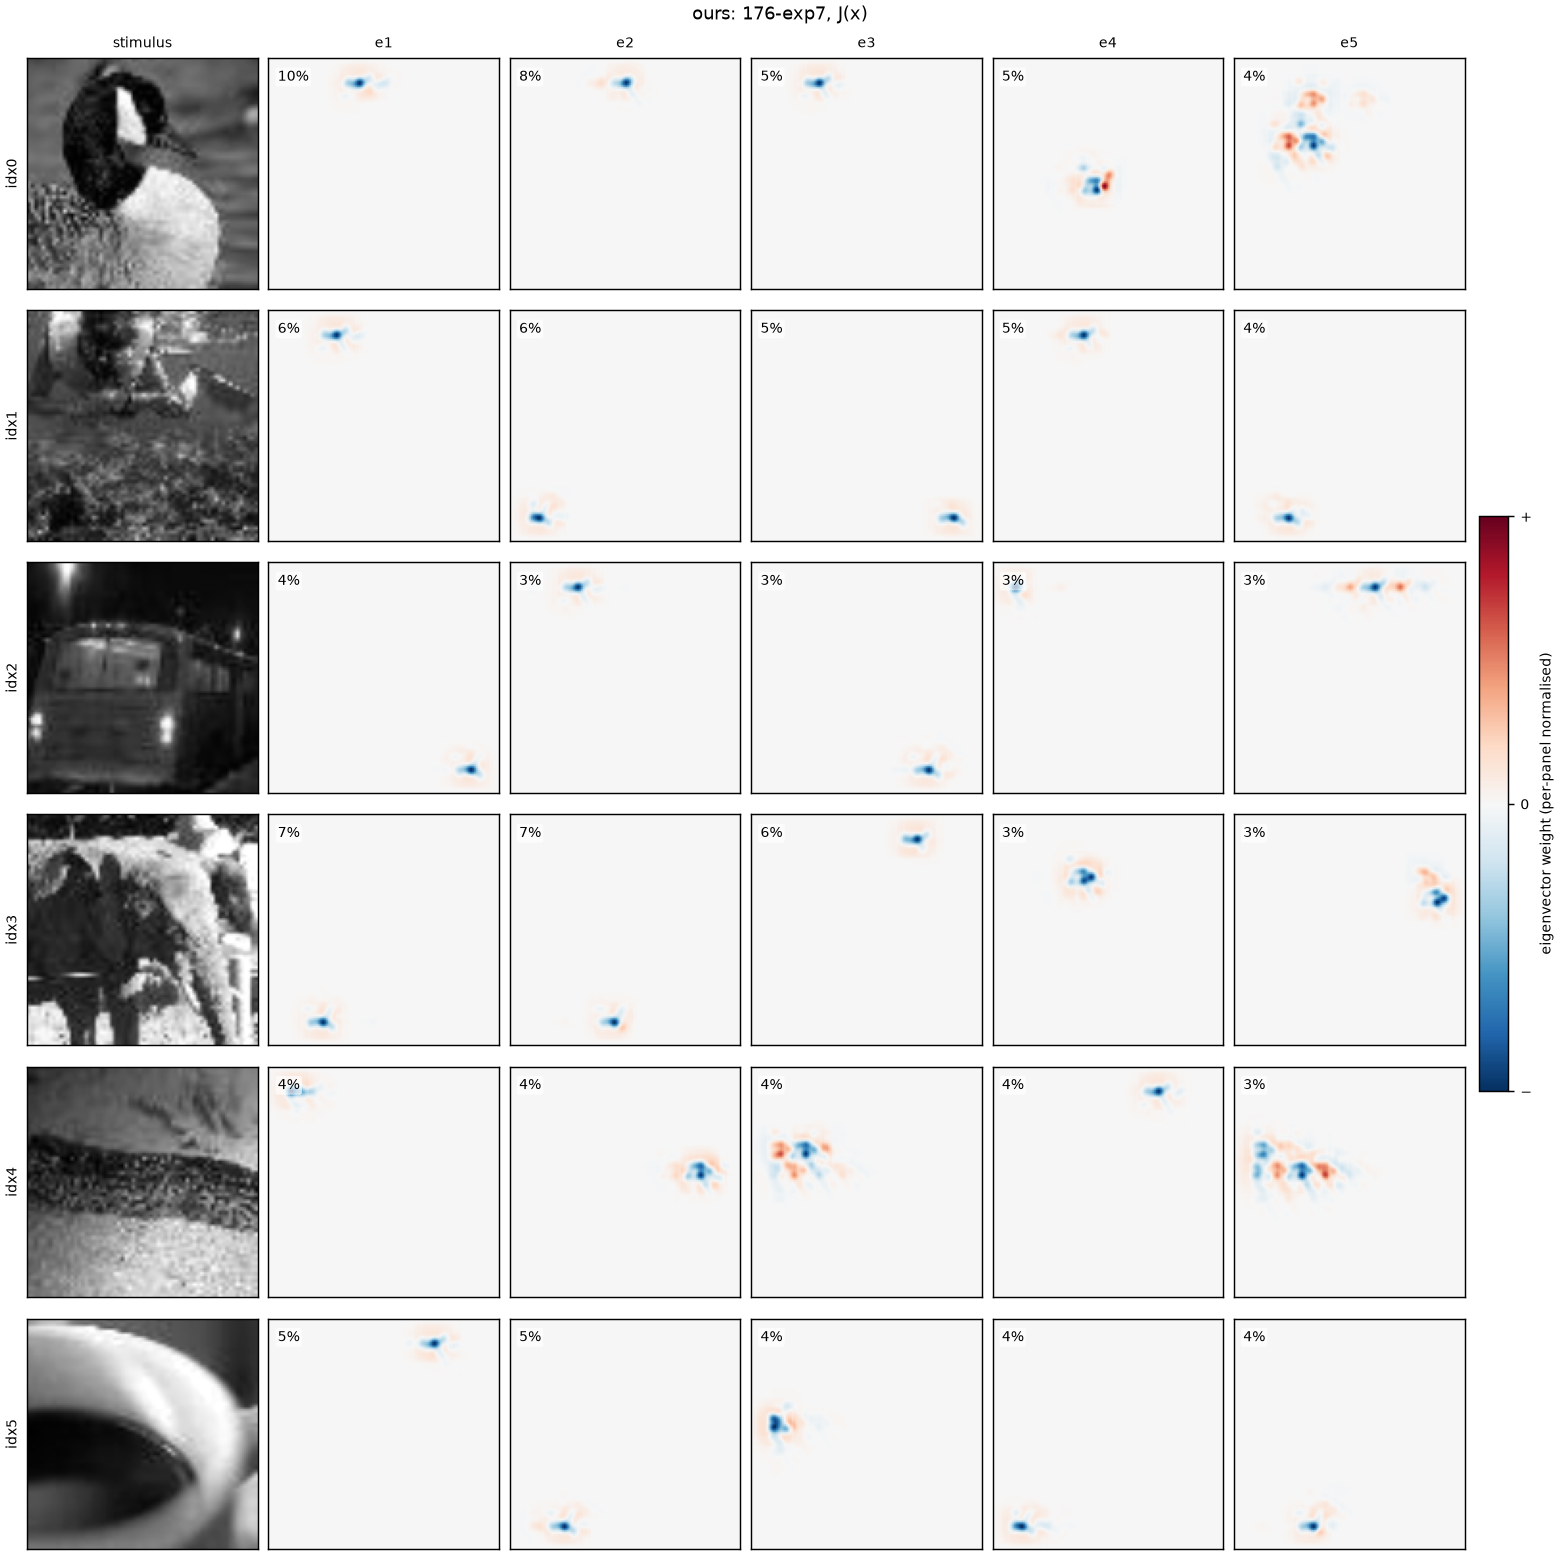 ours: 176-exp7, J(x)
stimulus e1 e2 e3 e4 e5
idx0 10% 8% 5% 5% 4%
idx1 6% 6% 5% 5% 4%
idx2 4% 3% 3% 3% 3%
idx3 7% 7% 6% 3% 3%
idx4 4% 4% 4% 4% 3%
idx5 5% 5% 4% 4% 4%
+
0
−
eigenvector weight (per-panel normalised)